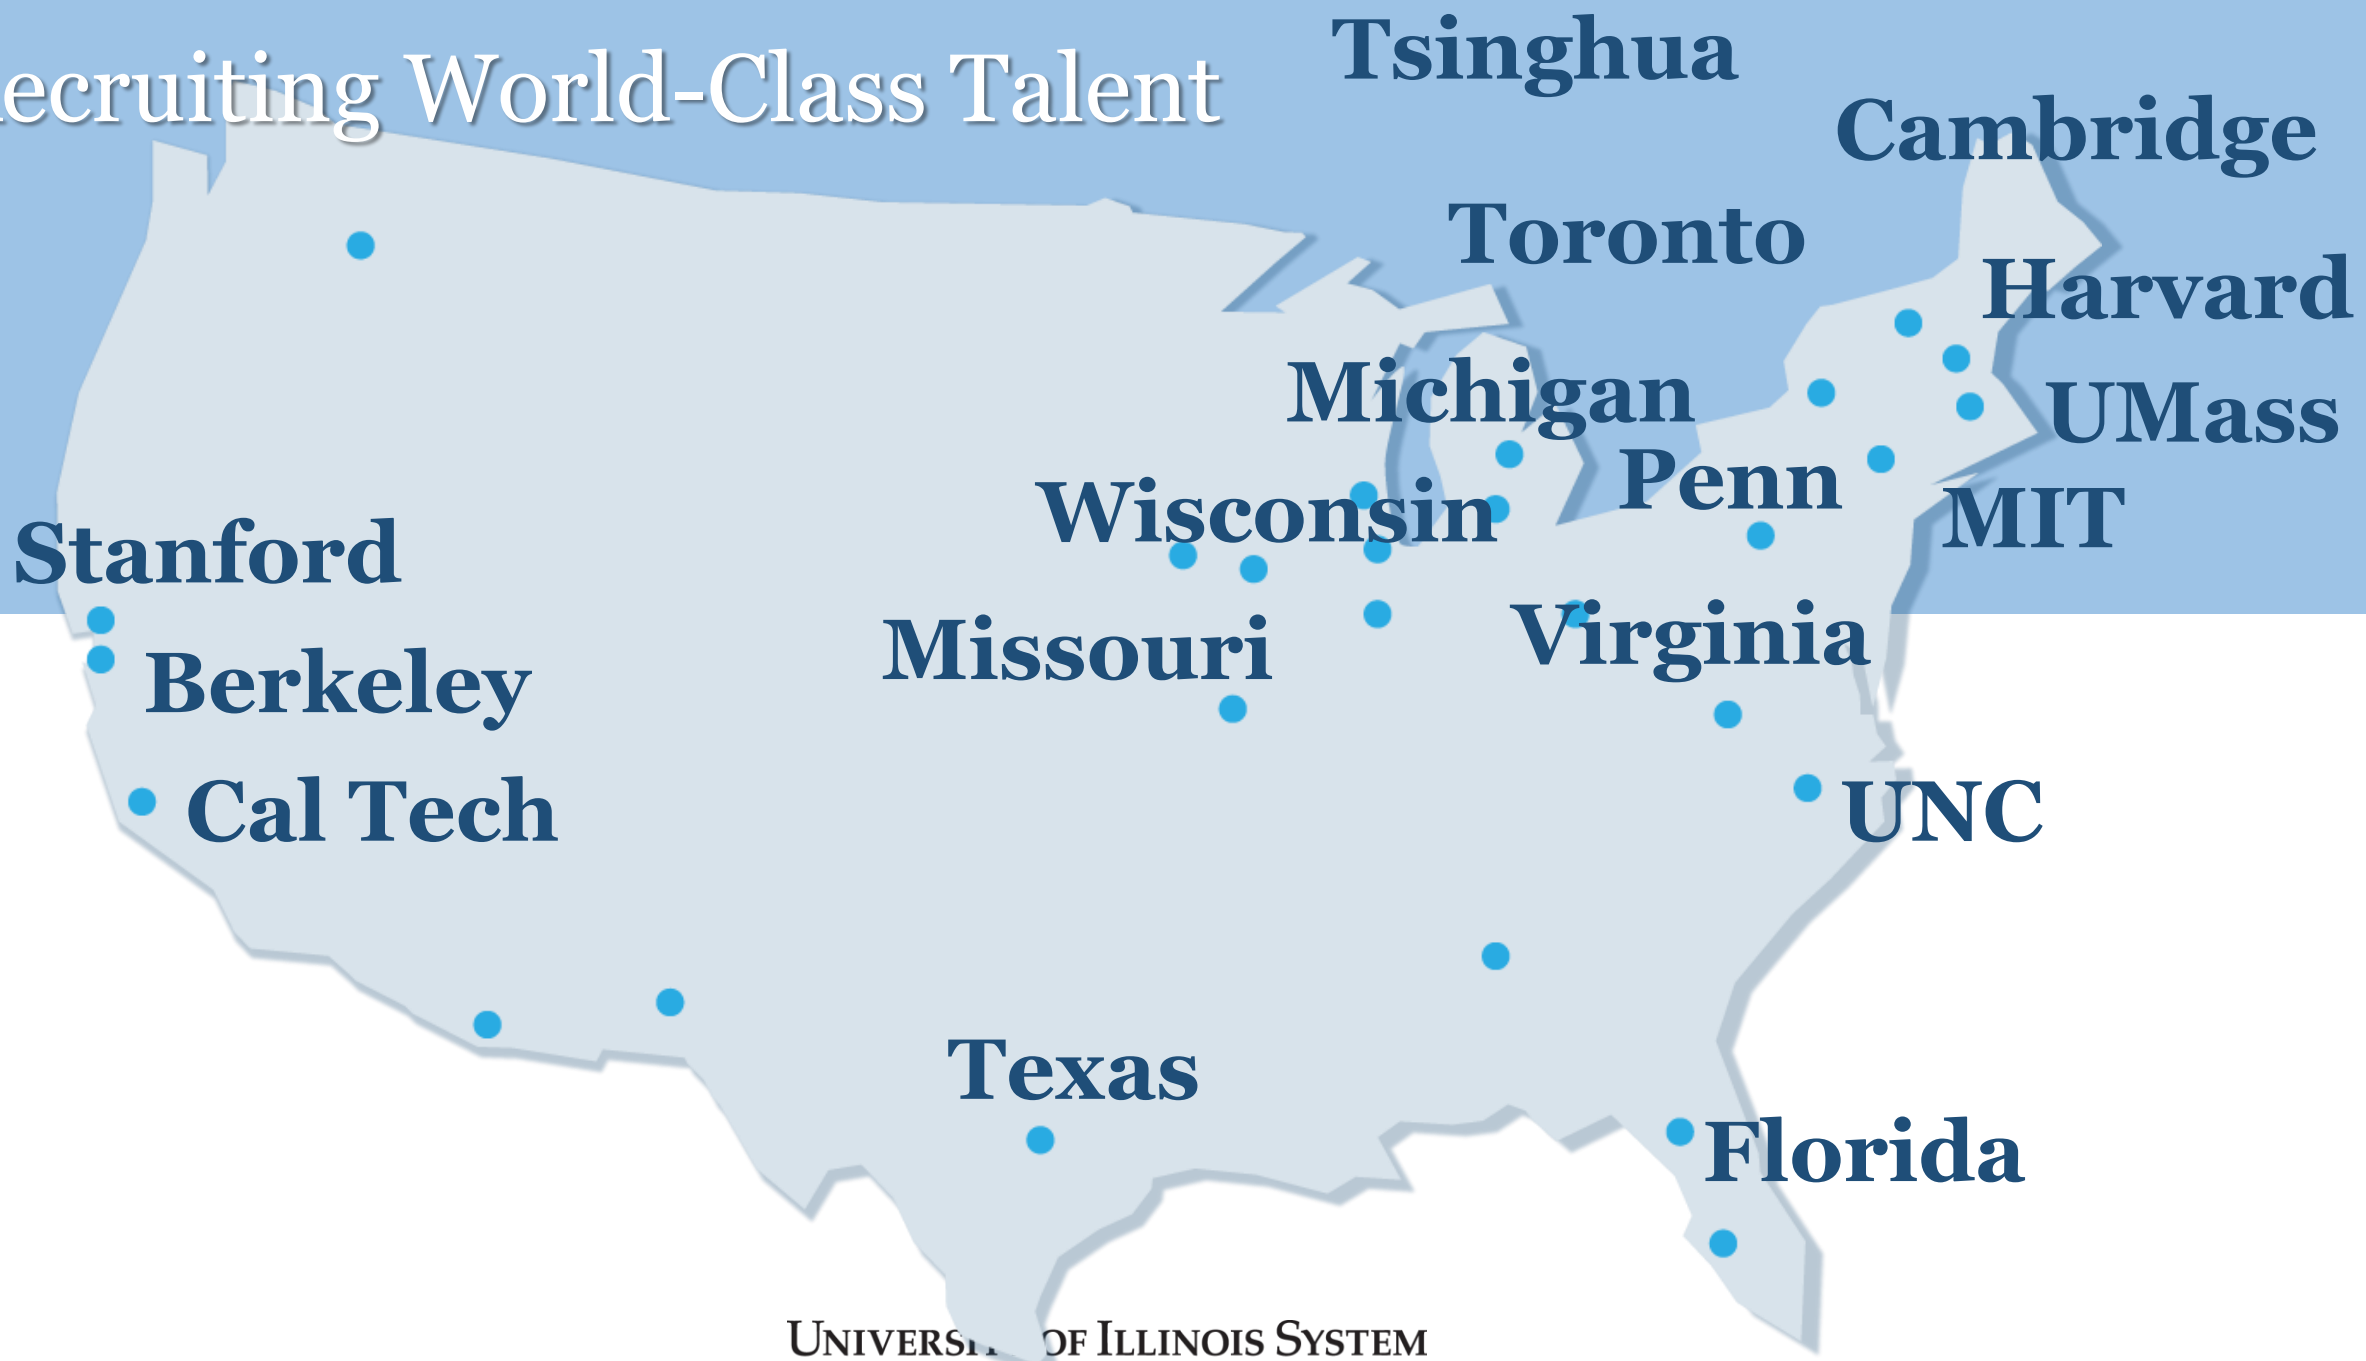 ecruiting World-Class Talent
Tsinghua
Cambridge
Toronto
Harvard
Michigan
UMass
Penn
Wisconsin
MIT
Stanford
Missouri
Virginia
Berkeley
Cal Tech
UNC
Texas
Florida
OF ILLINOIS SYSTEM